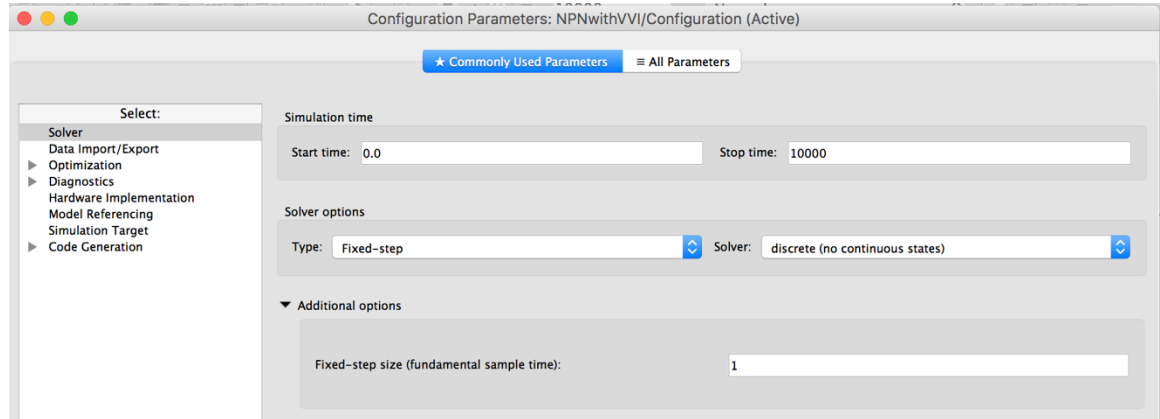 Configuration Parameters: NPNwithVVI/Configuration (Active)
★ Commonly Used Parameters
≡ All Parameters
Select:
Solver
Data Import/Export
Optimization
Diagnostics
Hardware Implementation
Model Referencing
Simulation Target
Code Generation
Simulation time
Start time: 0.0
Stop time: 10000
Solver options
Type: Fixed-step
Solver: discrete (no continuous states)
Additional options
Fixed-step size (fundamental sample time): 1